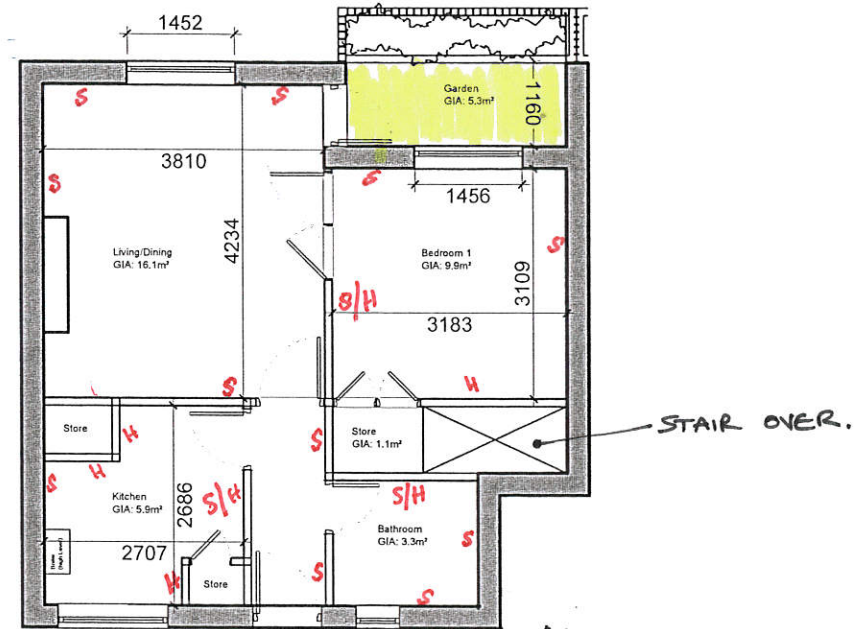 1452
Garden
GIA: 5.3m²
1160
S
S
3810
S
1456
S
S
Living/Dining
GIA: 16.1m²
4234
Bedroom 1
GIA: 9.9m²
3109
S/H
3183
S
H
Store
H
H
S
Store
GIA: 1.1m²
STAIR OVER.
S
Kitchen
GIA: 5.9m²
2686
S/H
S/H
Bathroom
GIA: 3.3m²
S
2707
H
Store
S
S